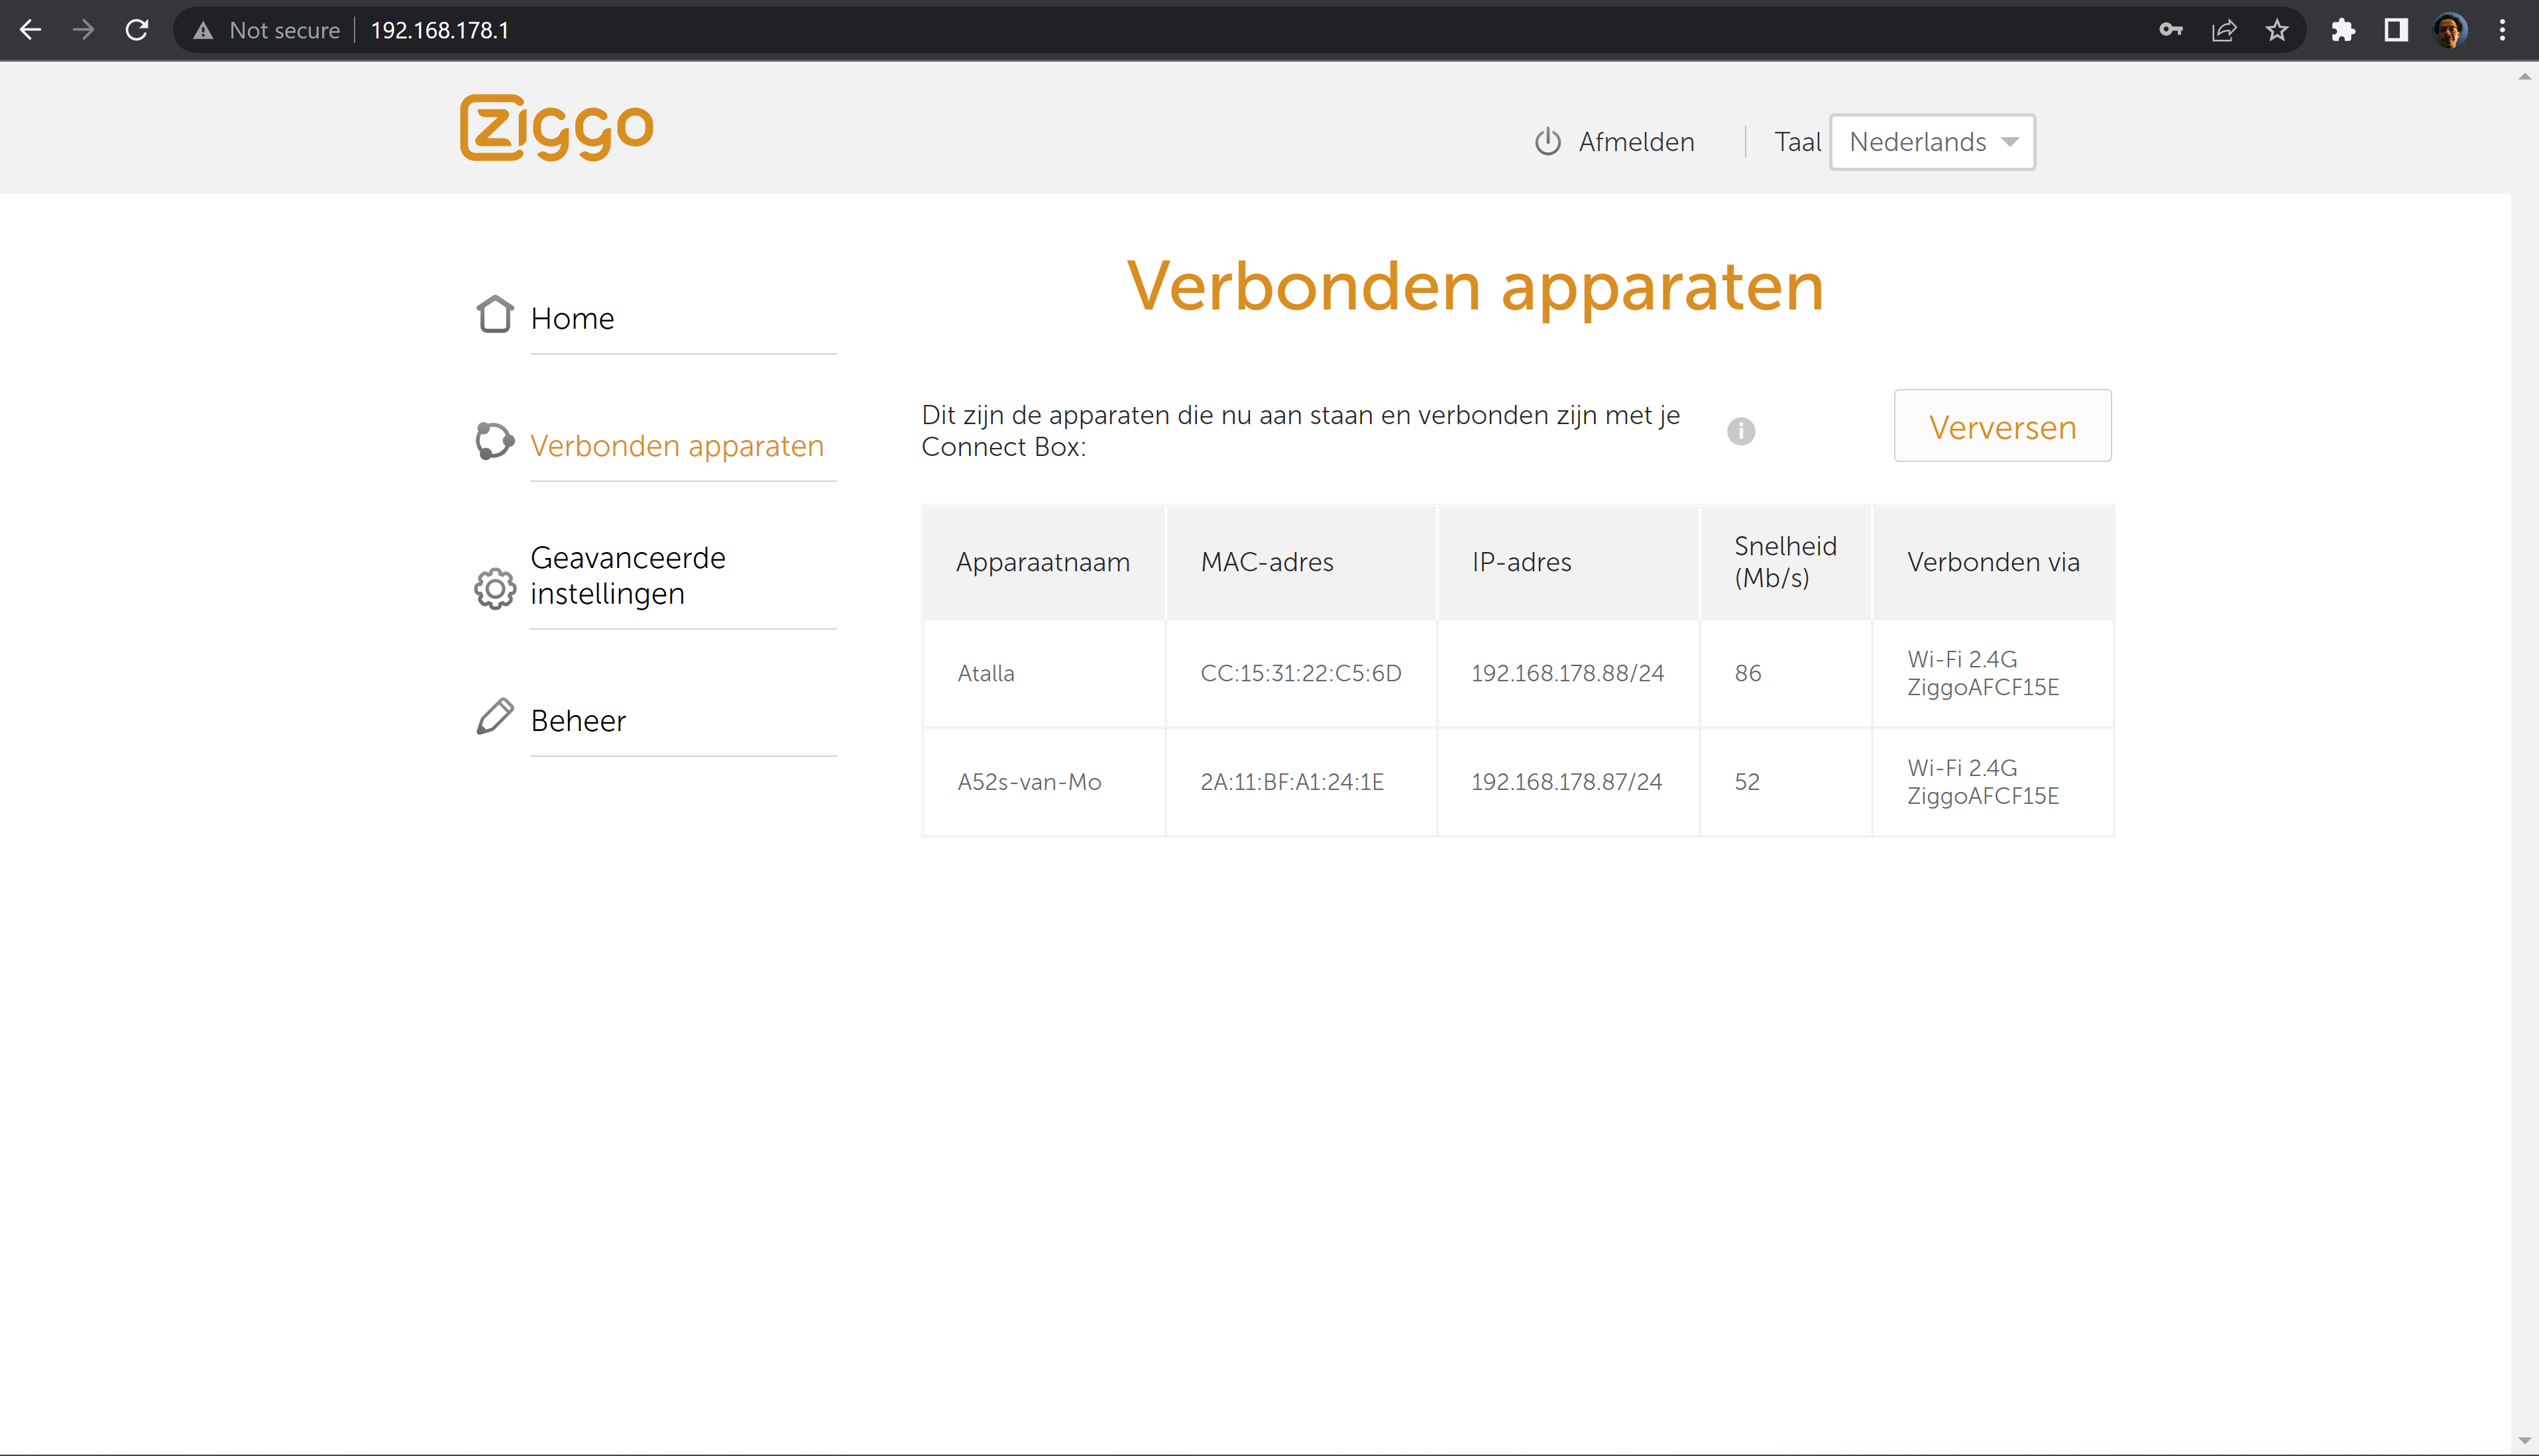 Not secure 192.168.178.1
ziggo
Afmelden Taal Nederlands
Home
Verbonden apparaten
Geavanceerde
instellingen
Beheer
Verbonden apparaten
Dit zijn de apparaten die nu aan staan en verbonden zijn met je
Connect Box:
Verversen
Apparaatnaam MAC-adres IP-adres Snelheid (Mb/s) Verbonden via
Atalla CC:15:31:22:C5:6D 192.168.178.88/24 86 Wi-Fi 2.4G ZiggoAFCF15E
A52s-van-Mo 2A:11:BF:A1:24:1E 192.168.178.87/24 52 Wi-Fi 2.4G ZiggoAFCF15E